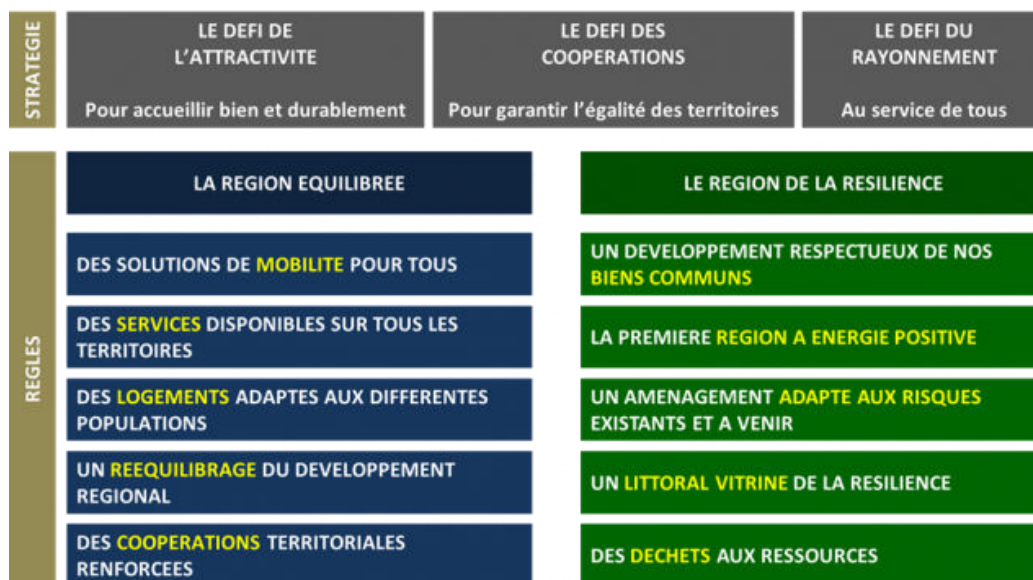 STRATEGIE
LE DEFI DE
L'ATTRACTIVITE
Pour accueillir bien et durablement
LE DEFI DES
COOPERATIONS
Pour garantir l'égalité des territoires
LE DEFI DU
RAYONNEMENT
Au service de tous
REGLES
LA REGION EQUILIBREE
DES SOLUTIONS DE MOBILITE POUR TOUS
DES SERVICES DISPONIBLES SUR TOUS LES
TERRITOIRES
DES LOGEMENTS ADAPTES AUX DIFFERENTES
POPULATIONS
UN REEQUILIBRAGE DU DEVELOPPEMENT
REGIONAL
DES COOPERATIONS TERRITORIALES
RENFORCEES
LE REGION DE LA RESILIENCE
UN DEVELOPPEMENT RESPECTUEUX DE NOS
BIENS COMMUNS
LA PREMIERE REGION A ENERGIE POSITIVE
UN AMENAGEMENT ADAPTE AUX RISQUES
EXISTANTS ET A VENIR
UN LITTORAL VITRINE DE LA RESILIENCE
DES DECHETS AUX RESSOURCES